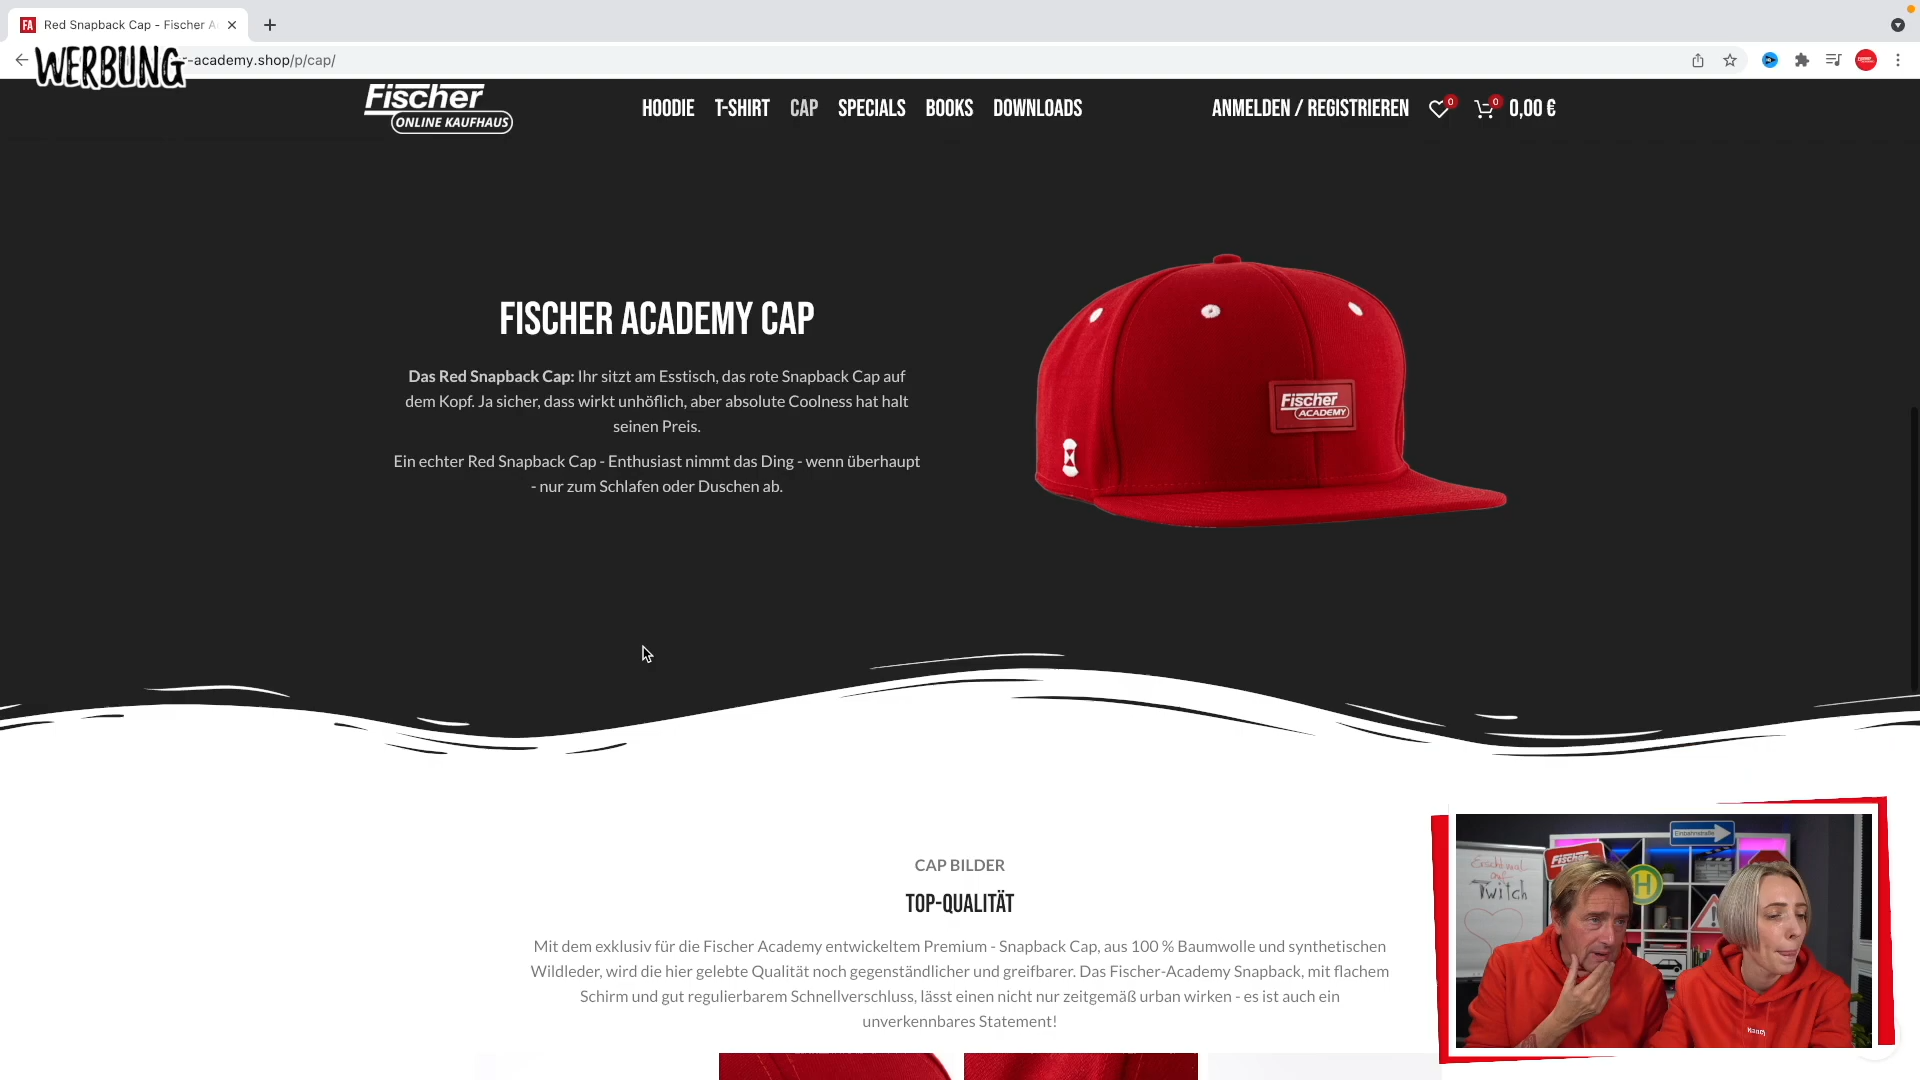 Red Snapback Cap - Fischer A
WERBUNG
r-academy.shop/p/cap/
Fischer
ONLINE KAUFHAUS
HOODIE T-SHIRT CAP SPECIALS BOOKS DOWNLOADS
ANMELDEN / REGISTRIEREN 0 0 0,00 €
FISCHER ACADEMY CAP
Das Red Snapback Cap: Ihr sitzt am Esstisch, das rote Snapback Cap auf
dem Kopf. Ja sicher, dass wirkt unhöflich, aber absolute Coolness hat halt
seinen Preis.
Ein echter Red Snapback Cap - Enthusiast nimmt das Ding - wenn überhaupt
- nur zum Schlafen oder Duschen ab.
Fischer
ACADEMY
CAP BILDER
TOP-QUALITÄT
Mit dem exklusiv für die Fischer Academy entwickeltem Premium - Snapback Cap, aus 100 % Baumwolle und synthetischen
Wildleder, wird die hier gelebte Qualität noch gegenständlicher und greifbarer. Das Fischer-Academy Snapback, mit flachem
Schirm und gut regulierbarem Schnellverschluss, lässt einen nicht nur zeitgemäß urban wirken - es ist auch ein
unverkennbares Statement!
Einbahnstraße
Fischer
H
auf
Twitch